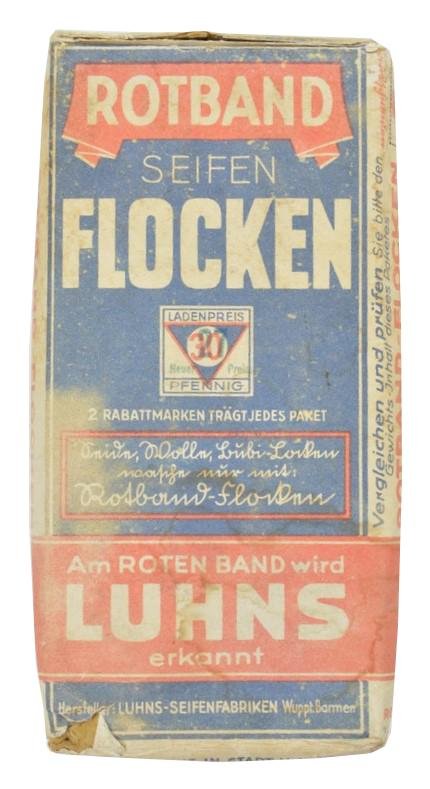 ROTBAND
SEIFEN
FLOCKEN
LADENPREIS
30
Neuer Preis
PFENNIG
2 RABATTMARKEN TRÄGT JEDES PAKET
Seide, Wolle, Bubi-Locken
wasche nur mit:
Rotband-Flocken
Am ROTEN BAND wird
LUHNS
erkannt
Hersteller: LUHNS-SEIFENFABRIKEN Wuppt.Barmen
Vergleichen und prüfen Sie bitte den
Gewichts Inhalt dieses Paketes
ROTBAND FLOCKEN